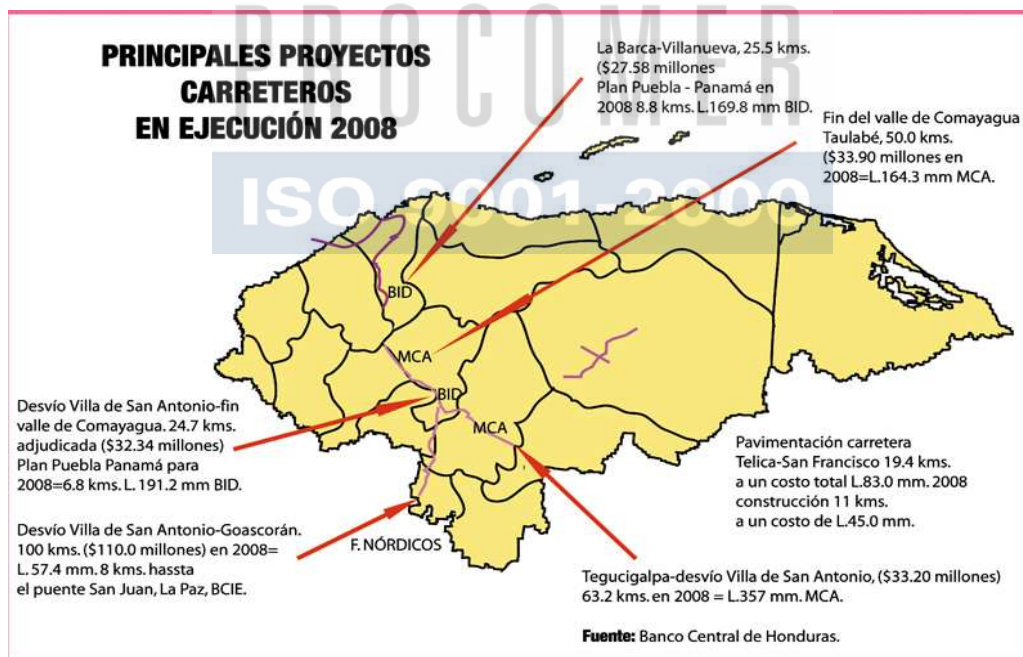 PROCOMER
ISO 9001-2000
PRINCIPALES PROYECTOS
CARRETEROS
EN EJECUCIÓN 2008
La Barca-Villanueva, 25.5 kms.
($27.58 millones
Plan Puebla - Panamá en
2008 8.8 kms. L.169.8 mm BID.
Fin del valle de Comayagua
Taulabé, 50.0 kms.
($33.90 millones en
2008=L.164.3 mm MCA.
BID
MCA
BID
MCA
Desvío Villa de San Antonio-fin
valle de Comayagua. 24.7 kms.
adjudicada ($32.34 millones)
Plan Puebla Panamá para
2008=6.8 kms. L. 191.2 mm BID.
Desvío Villa de San Antonio-Goascorán.
100 kms. ($110.0 millones) en 2008=
L. 57.4 mm. 8 kms. hassta
el puente San Juan, La Paz, BCIE.
F. NÓRDICOS
Pavimentación carretera
Telica-San Francisco 19.4 kms.
a un costo total L.83.0 mm. 2008
construcción 11 kms.
a un costo de L.45.0 mm.
Tegucigalpa-desvío Villa de San Antonio, ($33.20 millones)
63.2 kms. en 2008 = L.357 mm. MCA.
Fuente: Banco Central de Honduras.